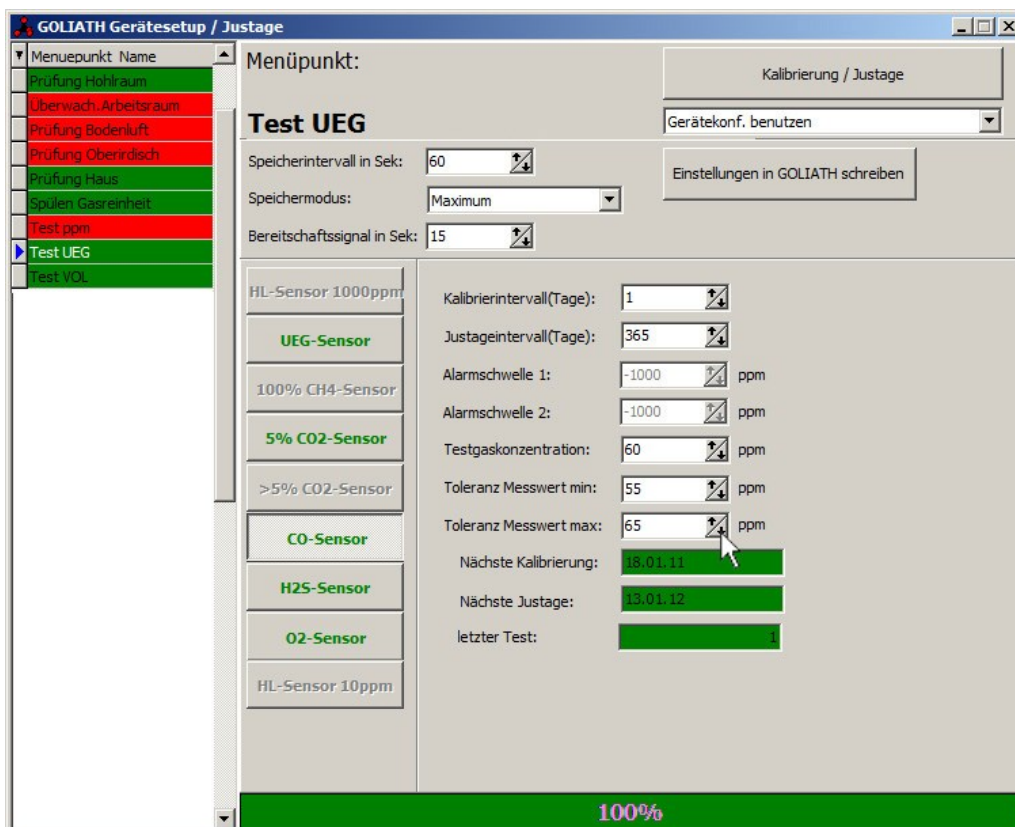 GOLIATH Gerätesetup / Justage
Menuepunkt Name
Prüfung Hohlraum
Überwach.Arbeitsraum
Prüfung Bodenluft
Prüfung Oberirdisch
Prüfung Haus
Spülen Gasreinheit
Test ppm
Test UEG
Test VOL
Menüpunkt:
Test UEG
Kalibrierung / Justage
Gerätekonf. benutzen
Speicherintervall in Sek: 60
Speichermodus: Maximum
Bereitschaftssignal in Sek: 15
Einstellungen in GOLIATH schreiben
HL-Sensor 1000ppm
UEG-Sensor
100% CH4-Sensor
5% CO2-Sensor
>5% CO2-Sensor
CO-Sensor
H2S-Sensor
O2-Sensor
HL-Sensor 10ppm
Kalibrierintervall(Tage): 1
Justageintervall(Tage): 365
Alarmschwelle 1: -1000 ppm
Alarmschwelle 2: -1000 ppm
Testgaskonzentration: 60 ppm
Toleranz Messwert min: 55 ppm
Toleranz Messwert max: 65 ppm
Nächste Kalibrierung: 18.01.11
Nächste Justage: 13.01.12
letzter Test: 1
100%